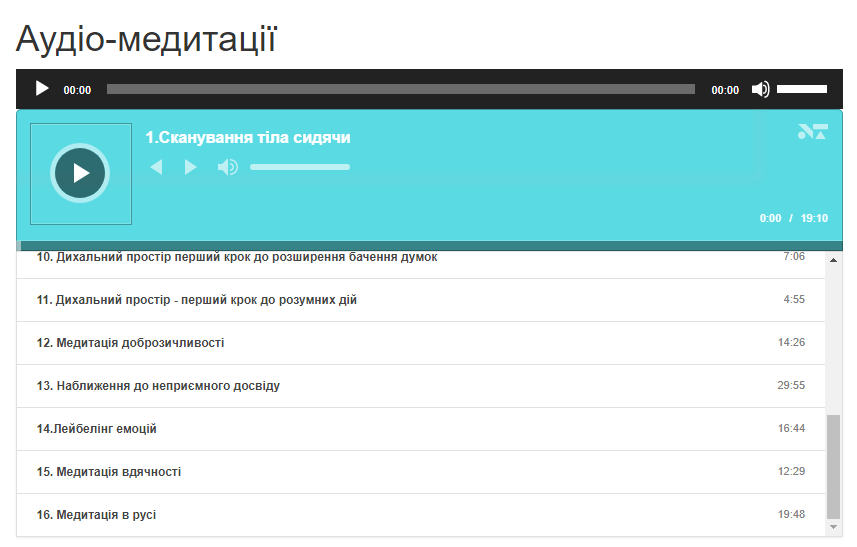 Аудіо-медитації
00:00 00:00
1.Сканування тіла сидячи
0:00 / 19:10
10. Дихальний простір перший крок до розширення бачення думок 7:06
11. Дихальний простір - перший крок до розумних дій 4:55
12. Медитація доброзичливості 14:26
13. Наближення до неприємного досвіду 29:55
14.Лейбелінг емоцій 16:44
15. Медитація вдячності 12:29
16. Медитація в русі 19:48